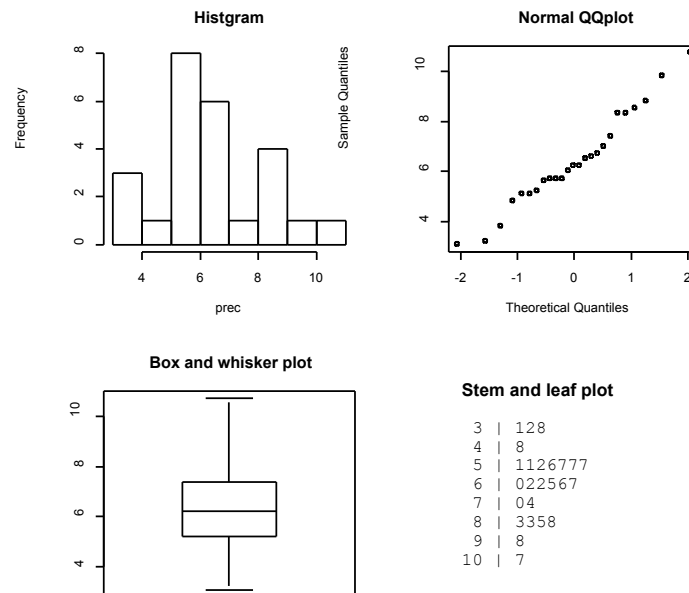 Histgram
Frequency
0
2
4
6
8
4
6
8
10
prec
Normal QQplot
Sample Quantiles
4
6
8
10
-2
-1
0
1
2
Theoretical Quantiles
Box and whisker plot
4
6
8
10
Stem and leaf plot
3 | 128
4 | 8
5 | 1126777
6 | 022567
7 | 04
8 | 3358
9 | 8
10 | 7